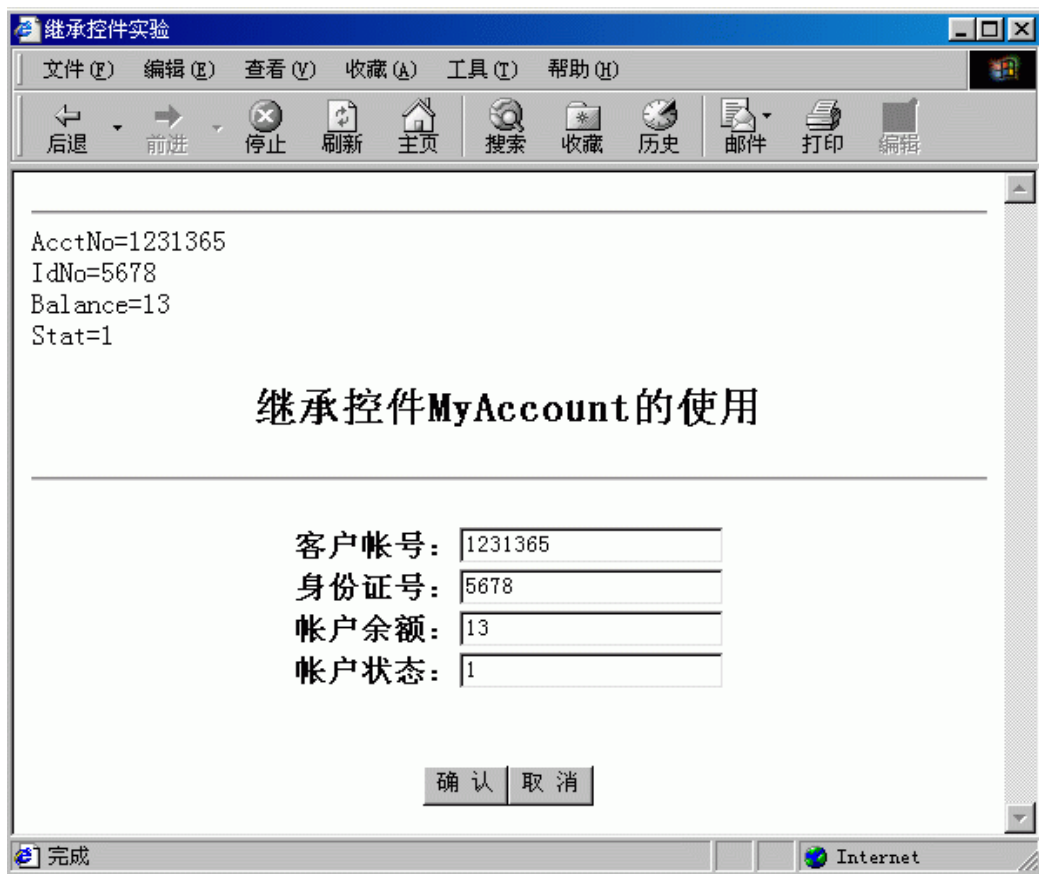 继承控件实验
文件(F) 编辑(E) 查看(V) 收藏(A) 工具(T) 帮助(H)
后退 前进 停止 刷新 主页 搜索 收藏 历史 邮件 打印 编辑
AcctNo=1231365
IdNo=5678
Balance=13
Stat=1
继承控件MyAccount的使用
客户帐号：1231365
身份证号：5678
帐户余额：13
帐户状态：1
确 认 取 消
完成 Internet